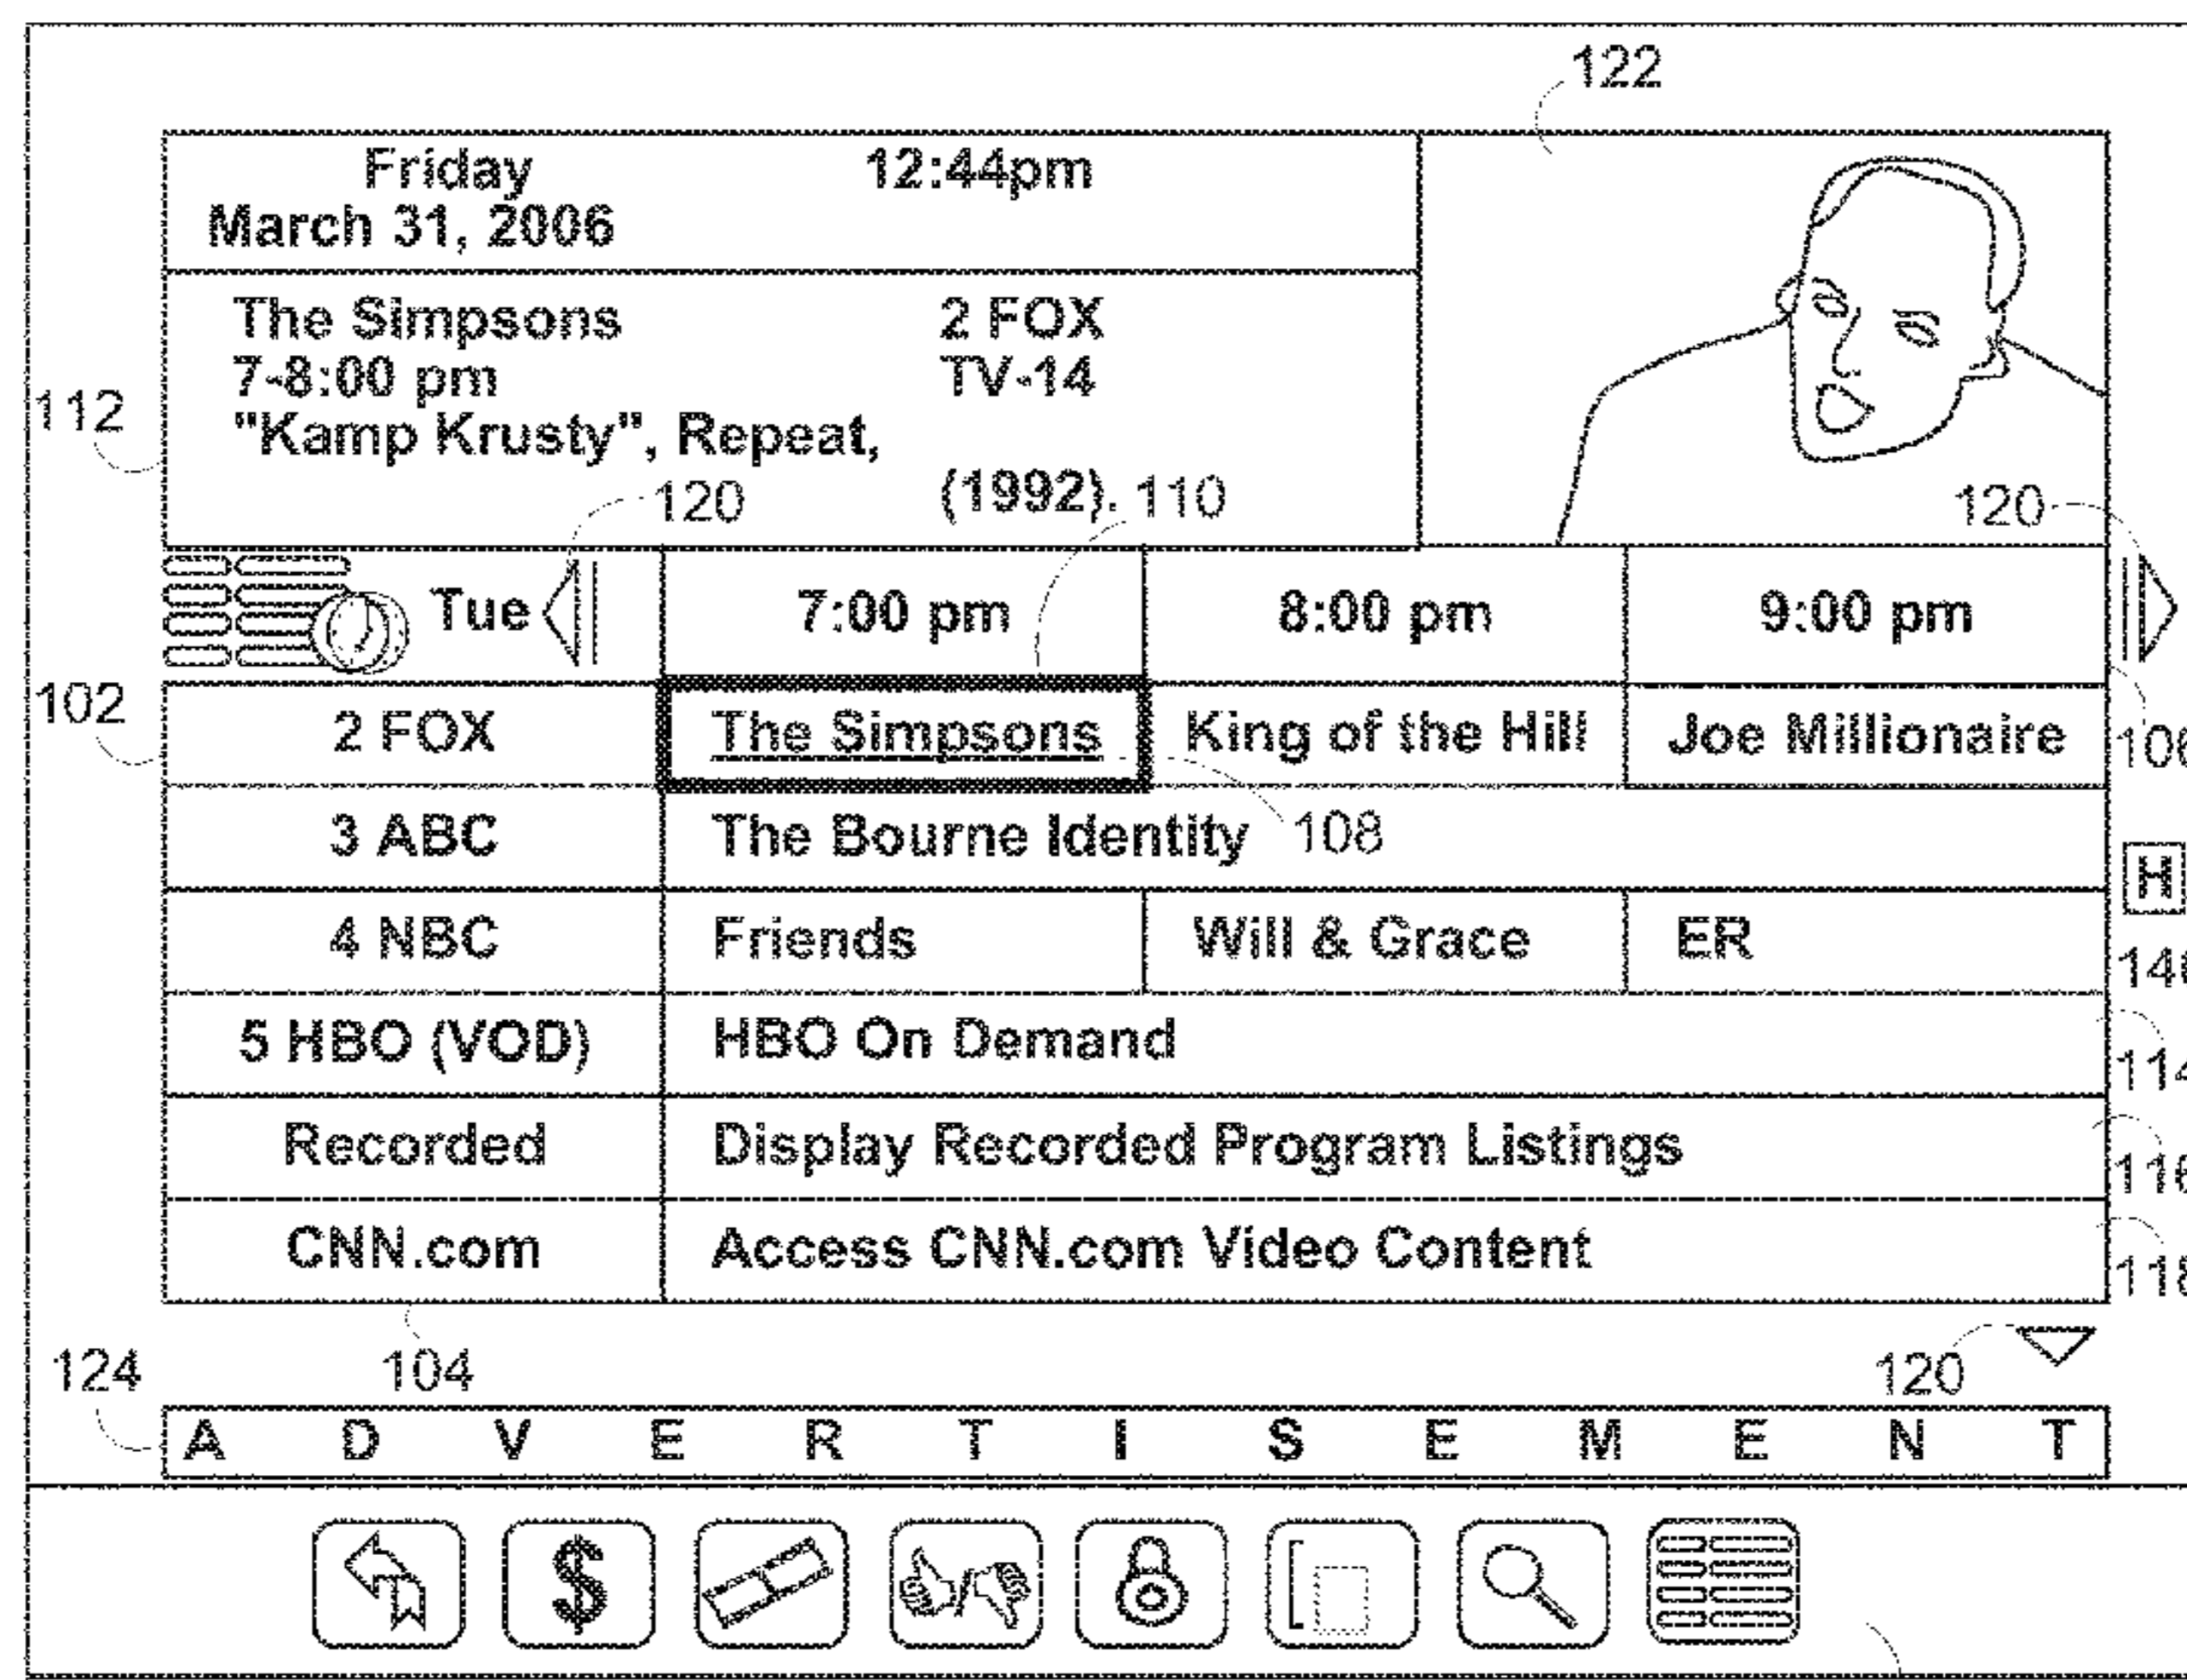 122
Friday 12:44pm
March 31, 2006
The Simpsons 2 FOX
7-8:00 pm TV-14
112
"Kamp Krusty", Repeat,
(1992).
120 110 120
Tue 7:00 pm 8:00 pm 9:00 pm
102
2 FOX The Simpsons King of the Hill Joe Millionaire
3 ABC The Bourne Identity 108
H
4 NBC Friends Will & Grace ER
5 HBO (VOD) HBO On Demand
Recorded Display Recorded Program Listings
CNN.com Access CNN.com Video Content
124 104 120
A D V E R T I S E M E N T
$